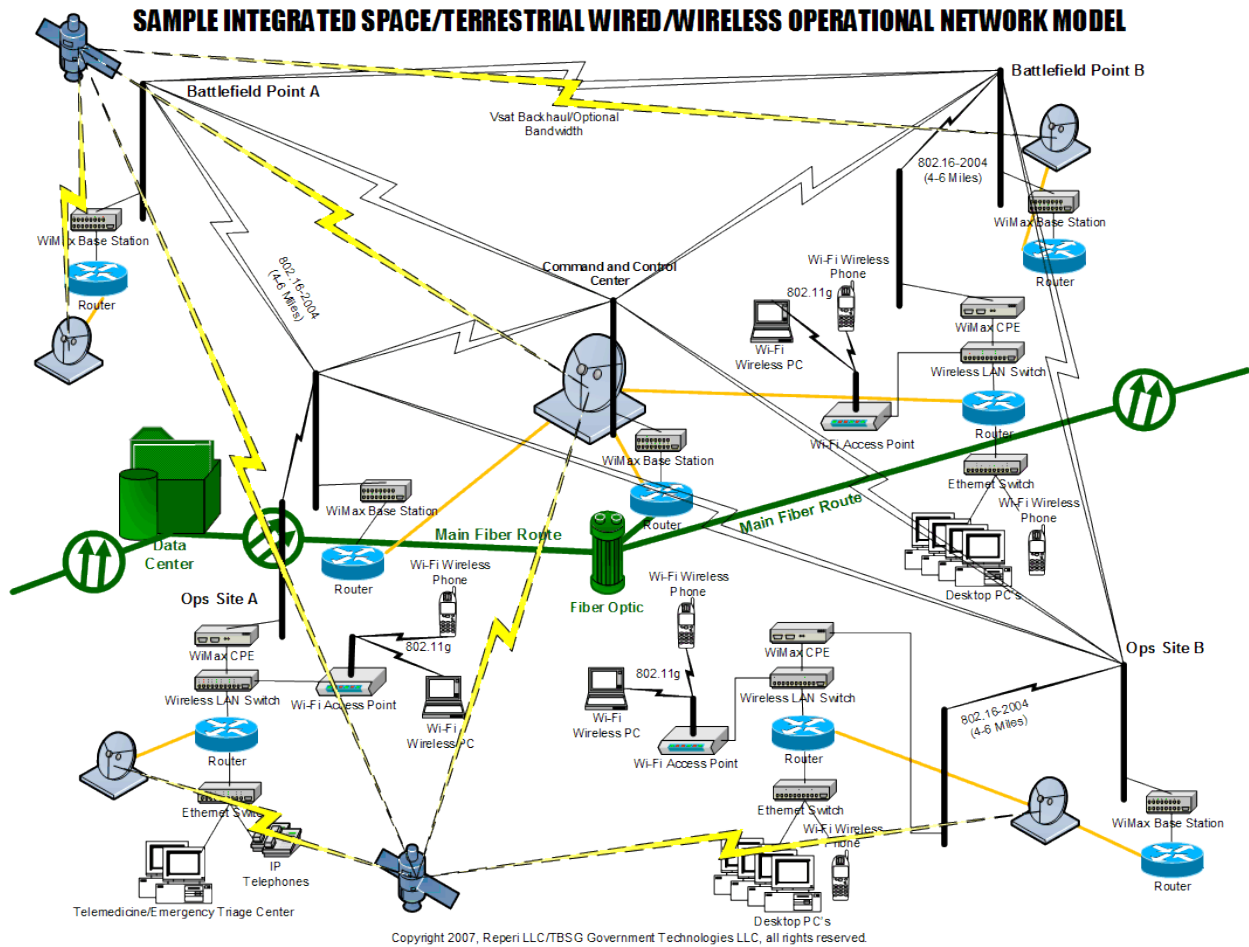 SAMPLE INTEGRATED SPACE/TERRESTRIAL WIRED/WIRELESS OPERATIONAL NETWORK MODEL
Battlefield Point A
Battlefield Point B
Vsat Backhaul/Optional
Bandwidth
802.16-2004
(4-6 Miles)
WiMax Base Station
Router
WiMax Base Station
Router
802.16-2004
(4-6 Miles)
Command and Control
Center
Wi-Fi Wireless
Phone
802.11g
Wi-Fi
Wireless PC
WiMax CPE
Wireless LAN Switch
Wi-Fi Access Point
Router
WiMax Base Station
Router
Ethernet Switch
Wi-Fi Wireless
Phone
Desktop PC's
WiMax Base Station
Router
Data
Center
Main Fiber Route
Main Fiber Route
Fiber Optic
Ops Site A
Wi-Fi Wireless
Phone
802.11g
WiMax CPE
Wireless LAN Switch
Wi-Fi Access Point
Wi-Fi
Wireless PC
Router
Ethernet Switch
IP
Telephones
Telemedicine/Emergency Triage Center
Wi-Fi Wireless
Phone
802.11g
Wi-Fi
Wireless PC
Wi-Fi Access Point
WiMax CPE
Wireless LAN Switch
Router
Ethernet Switch
Wi-Fi Wireless
Phone
Desktop PC's
Ops Site B
802.16-2004
(4-6 Miles)
WiMax Base Station
Router
Copyright 2007, Reperi LLC/TBSG Government Technologies LLC, all rights reserved.